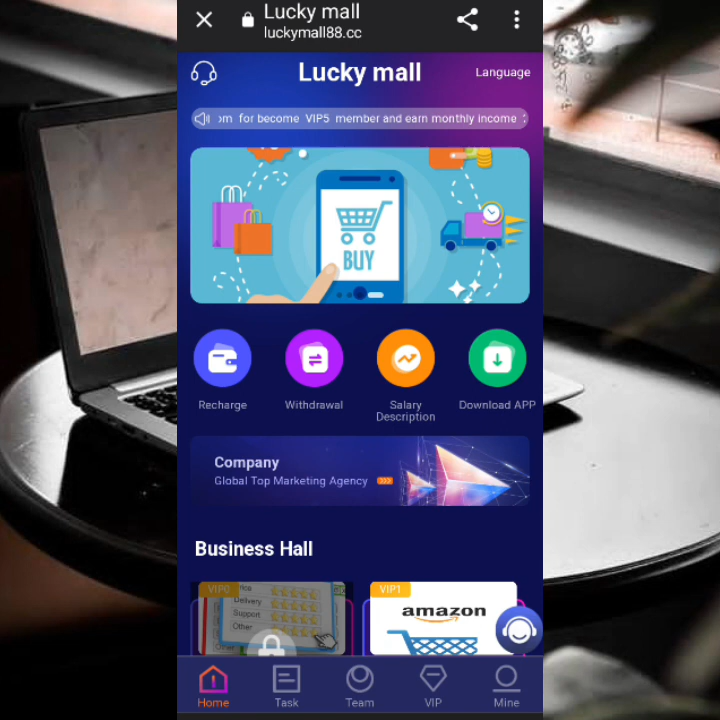 Lucky mall
luckymall88.cc
Lucky mall
Language
for become VIP5 member and earn monthly income
BUY
Recharge
Withdrawal
Salary
Description
Download APP
Company
Global Top Marketing Agency
Business Hall
VIP0
Delivery
Support
Other
VIP1
amazon
Home
Task
Team
VIP
Mine